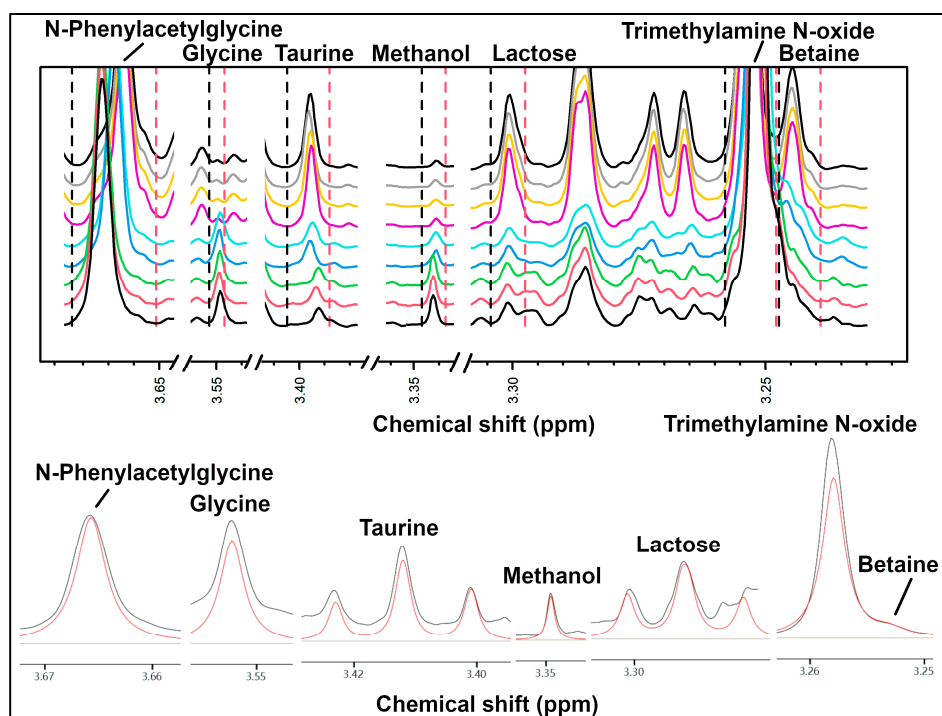 N-Phenylacetylglycine
Trimethylamine N-oxide
Glycine Taurine Methanol Lactose Betaine
3.65 3.55 3.40 3.35 3.30 3.25
Chemical shift (ppm)
Trimethylamine N-oxide
N-Phenylacetylglycine
Glycine
Taurine
Lactose
Betaine
Methanol
3.67 3.66 3.55 3.42 3.40 3.35 3.30 3.26 3.25
Chemical shift (ppm)